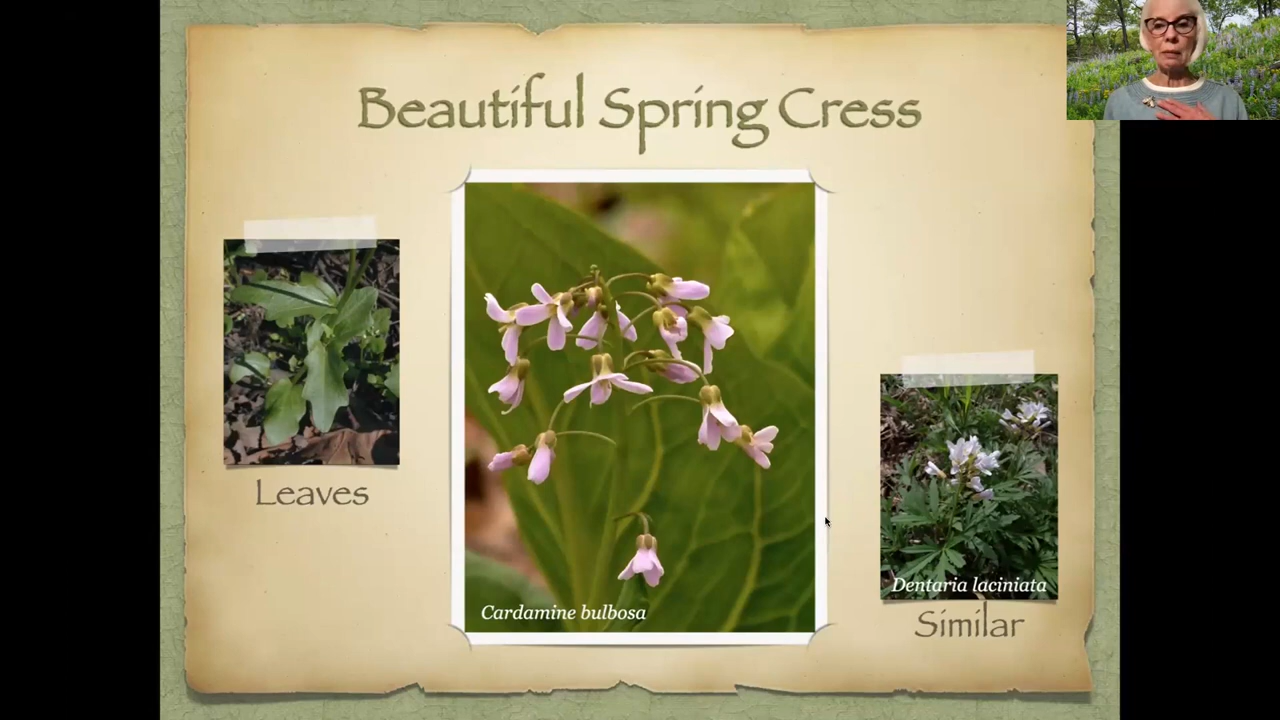 Beautiful Spring Cress
Leaves
Cardamine bulbosa
Dentaria laciniata
Similar